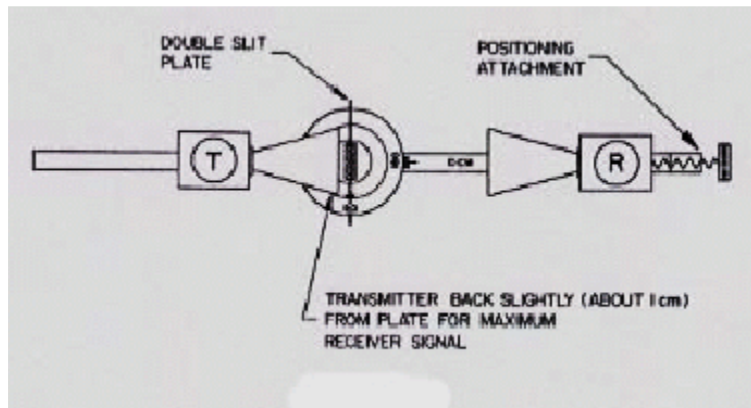 DOUBLE SLIT
PLATE
POSITIONING
ATTACHMENT
T
R
TRANSMITTER BACK SLIGHTLY (ABOUT 1cm)
FROM PLATE FOR MAXIMUM
RECEIVER SIGNAL